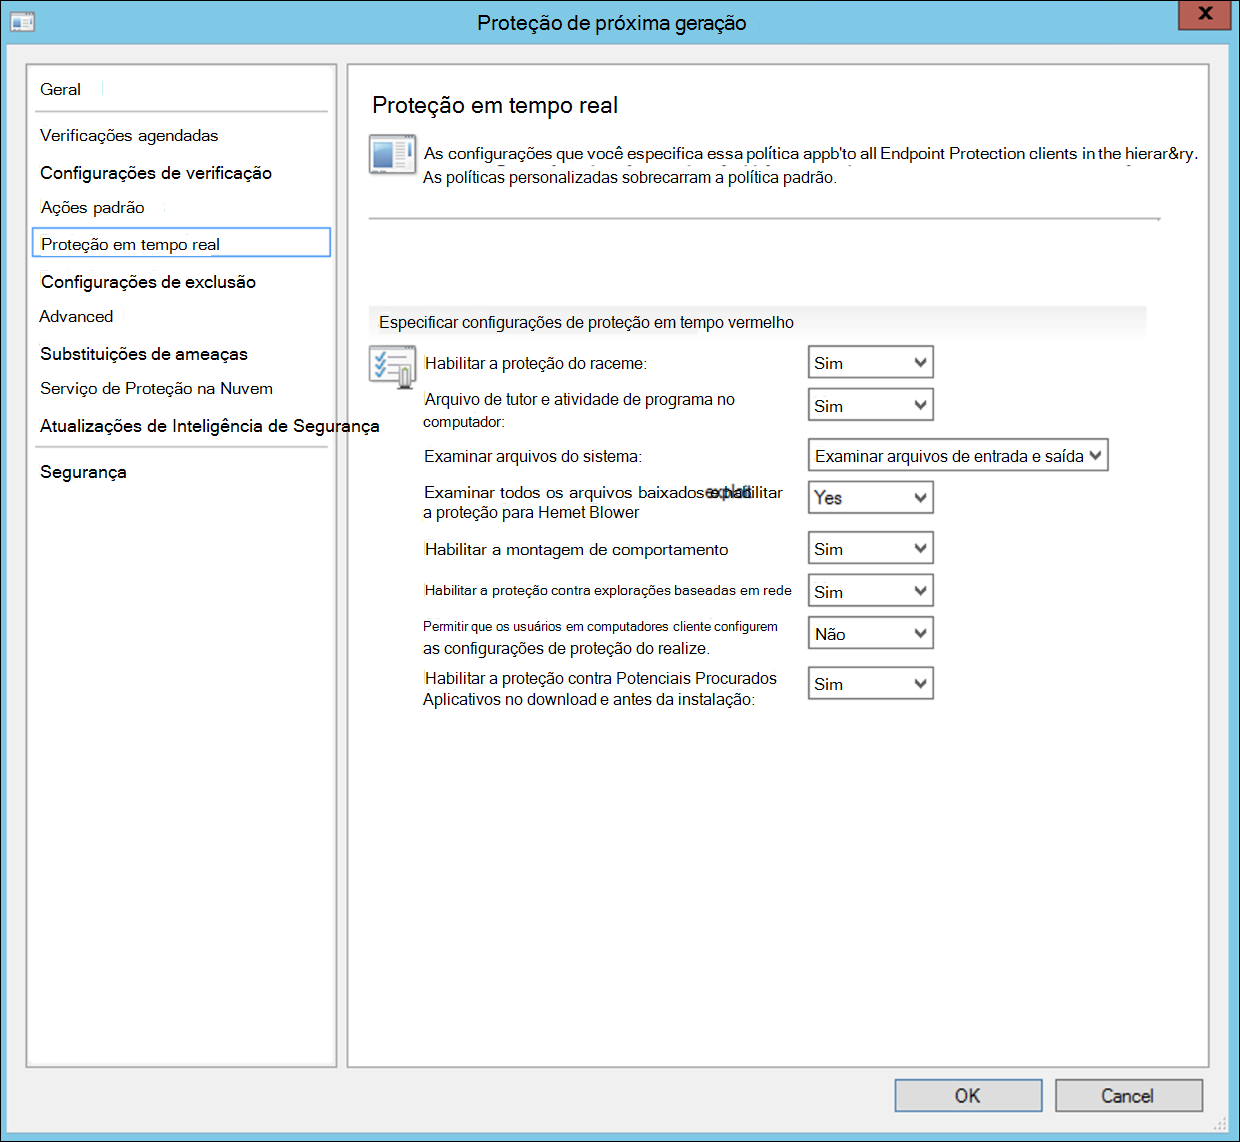 Proteção de próxima geração
x
Geral
Verificações agendadas
Configurações de verificação
Ações padrão
Proteção em tempo real
Configurações de exclusão
Advanced
Substituições de ameaças
Serviço de Proteção na Nuvem
Atualizações de Inteligência de Segurança
Segurança
Proteção em tempo real
As configurações que você especifica essa política appb'to all Endpoint Protection clients in the hierar&ry.
As políticas personalizadas sobrecarram a política padrão.
Especificar configurações de proteção em tempo vermelho
Habilitar a proteção do raceme:
Sim
Arquivo de tutor e atividade de programa no
computador:
Sim
Examinar arquivos do sistema:
Examinar arquivos de entrada e saída
Examinar todos os arquivos baixados e habilitar
a proteção para Hemet Blower
Yes
Habilitar a montagem de comportamento
Sim
Habilitar a proteção contra explorações baseadas em rede
Sim
Permitir que os usuários em computadores cliente configurem
as configurações de proteção do realize.
Não
Habilitar a proteção contra Potenciais Procurados
Aplicativos no download e antes da instalação:
Sim
OK
Cancel